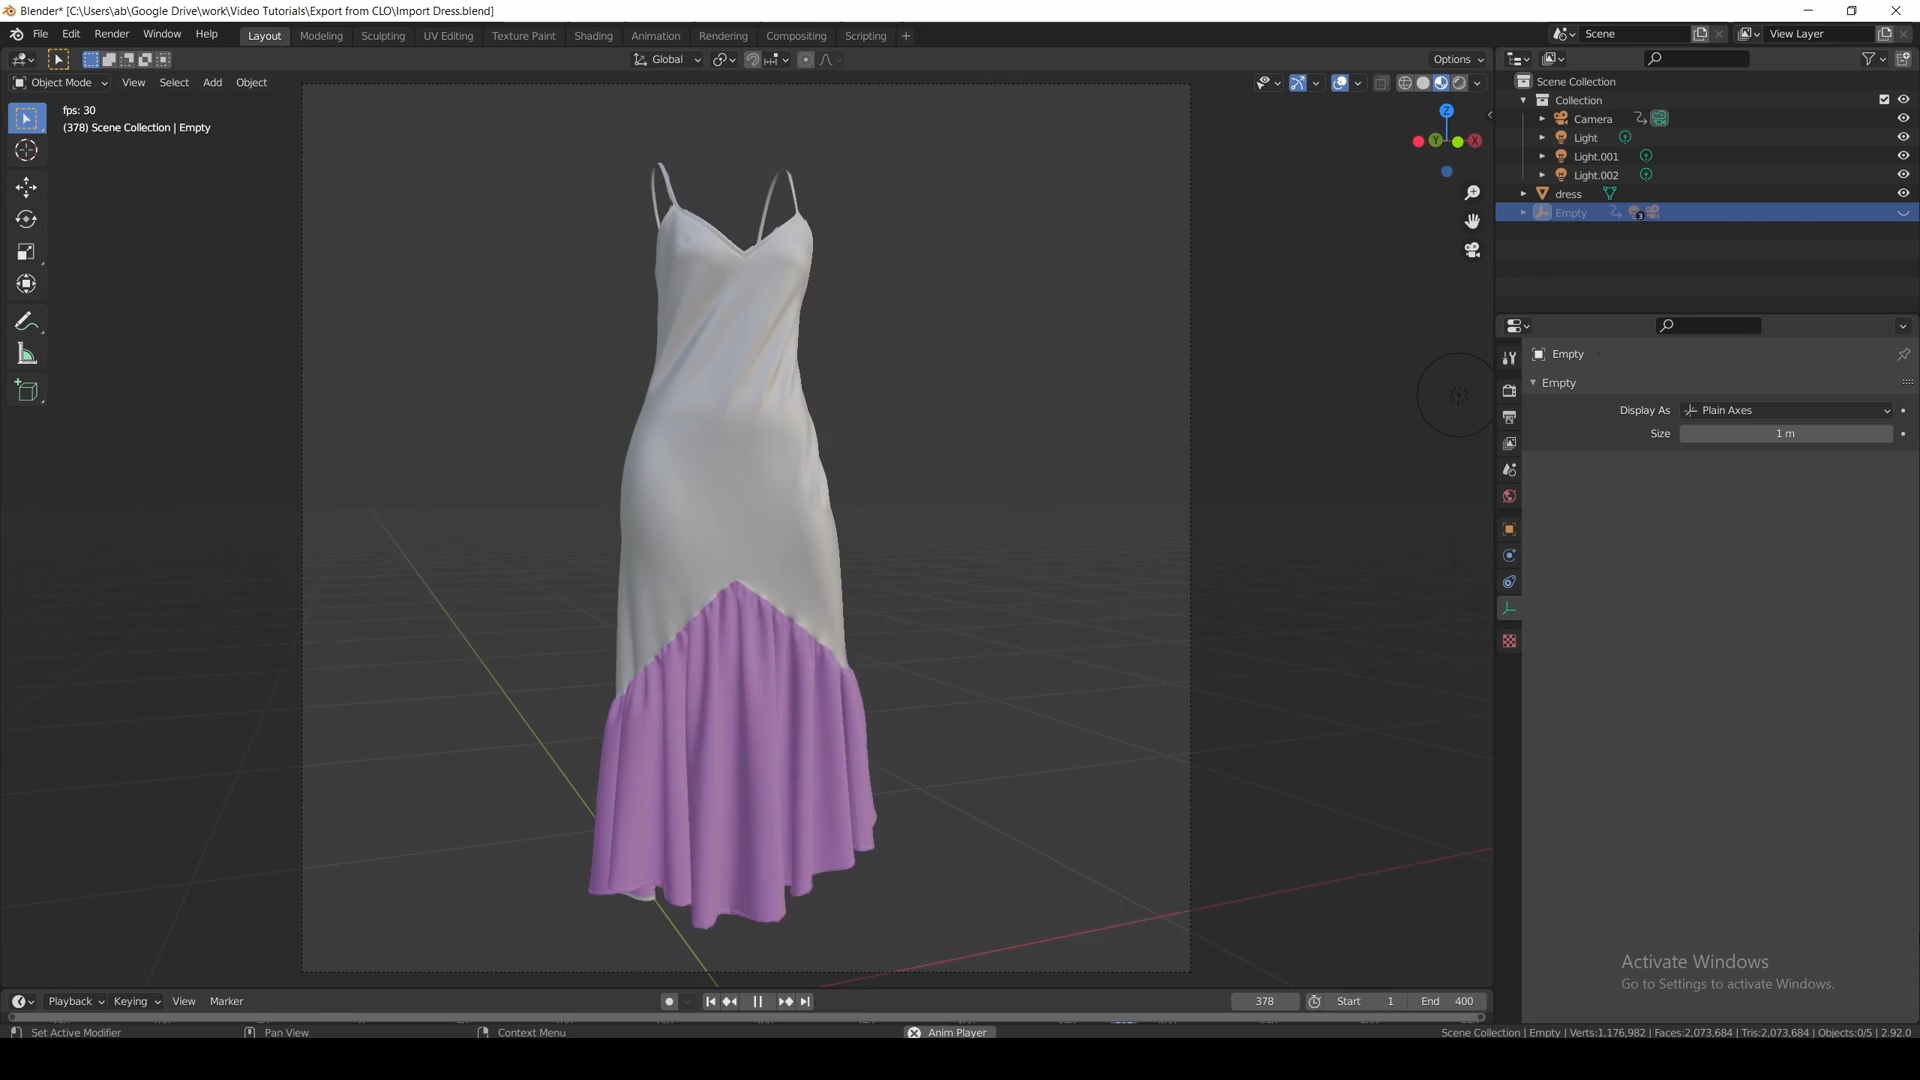 Blender* [C:\Users\ab\Google Drive\work\Video Tutorials\Export from CLO\Import Dress.blend]
File Edit Render Window Help Layout Modeling Sculpting UV Editing Texture Paint Shading Animation Rendering Compositing Scripting + Scene View Layer
Global Options
Object Mode View Select Add Object
fps: 30
(378) Scene Collection | Empty
Z
Y X
Scene Collection
Collection
Camera
Light
Light.001
Light.002
dress
Empty 3
Empty
Empty
Display As Plain Axes
Size 1 m
Activate Windows
Go to Settings to activate Windows.
Playback Keying View Marker 378 Start 1 End 400
Set Active Modifier Pan View Context Menu Anim Player Scene Collection | Empty | Verts:1,176,982 | Faces:2,073,684 | Tris:2,073,684 | Objects:0/5 | 2.92.0